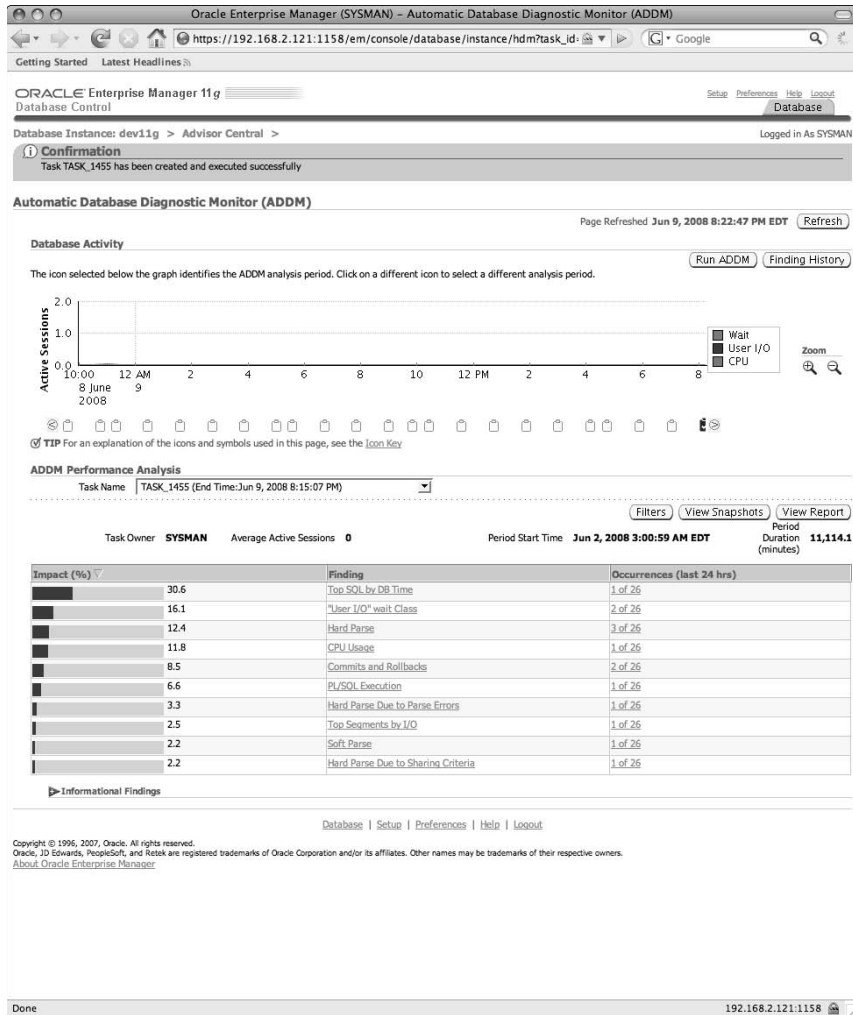 Oracle Enterprise Manager (SYSMAN) – Automatic Database Diagnostic Monitor (ADDM)
https://192.168.2.121:1158/em/console/database/instance/hdm?task_id=
G Google
Getting Started Latest Headlines
ORACLE Enterprise Manager 11g
Database Control
Setup Preferences Help Logout
Database
Database Instance: dev11g > Advisor Central >
Logged in As SYSMAN
Confirmation
Task TASK_1455 has been created and executed successfully
Automatic Database Diagnostic Monitor (ADDM)
Page Refreshed Jun 9, 2008 8:22:47 PM EDT Refresh
Database Activity
Run ADDM Finding History
The icon selected below the graph identifies the ADDM analysis period. Click on a different icon to select a different analysis period.
Active Sessions
2.0
1.0
0.0
10:00 12 AM 2 4 6 8 10 12 PM 2 4 6 8
8 June 9
2008
Wait
User I/O
CPU
Zoom
TIP For an explanation of the icons and symbols used in this page, see the Icon Key
ADDM Performance Analysis
Task Name TASK_1455 (End Time:Jun 9, 2008 8:15:07 PM)
Filters View Snapshots View Report
Task Owner SYSMAN Average Active Sessions 0 Period Start Time Jun 2, 2008 3:00:59 AM EDT Period Duration (minutes) 11,114.1
Impact (%) Finding Occurrences (last 24 hrs)
30.6 Top SQL by DB Time 1 of 26
16.1 "User I/O" wait Class 2 of 26
12.4 Hard Parse 3 of 26
11.8 CPU Usage 1 of 26
8.5 Commits and Rollbacks 2 of 26
6.6 PL/SQL Execution 1 of 26
3.3 Hard Parse Due to Parse Errors 1 of 26
2.5 Top Segments by I/O 1 of 26
2.2 Soft Parse 1 of 26
2.2 Hard Parse Due to Sharing Criteria 1 of 26
Informational Findings
Database | Setup | Preferences | Help | Logout
Copyright © 1996, 2007, Oracle. All rights reserved.
Oracle, JD Edwards, PeopleSoft, and Retek are registered trademarks of Oracle Corporation and/or its affiliates. Other names may be trademarks of their respective owners.
About Oracle Enterprise Manager
Done
192.168.2.121:1158